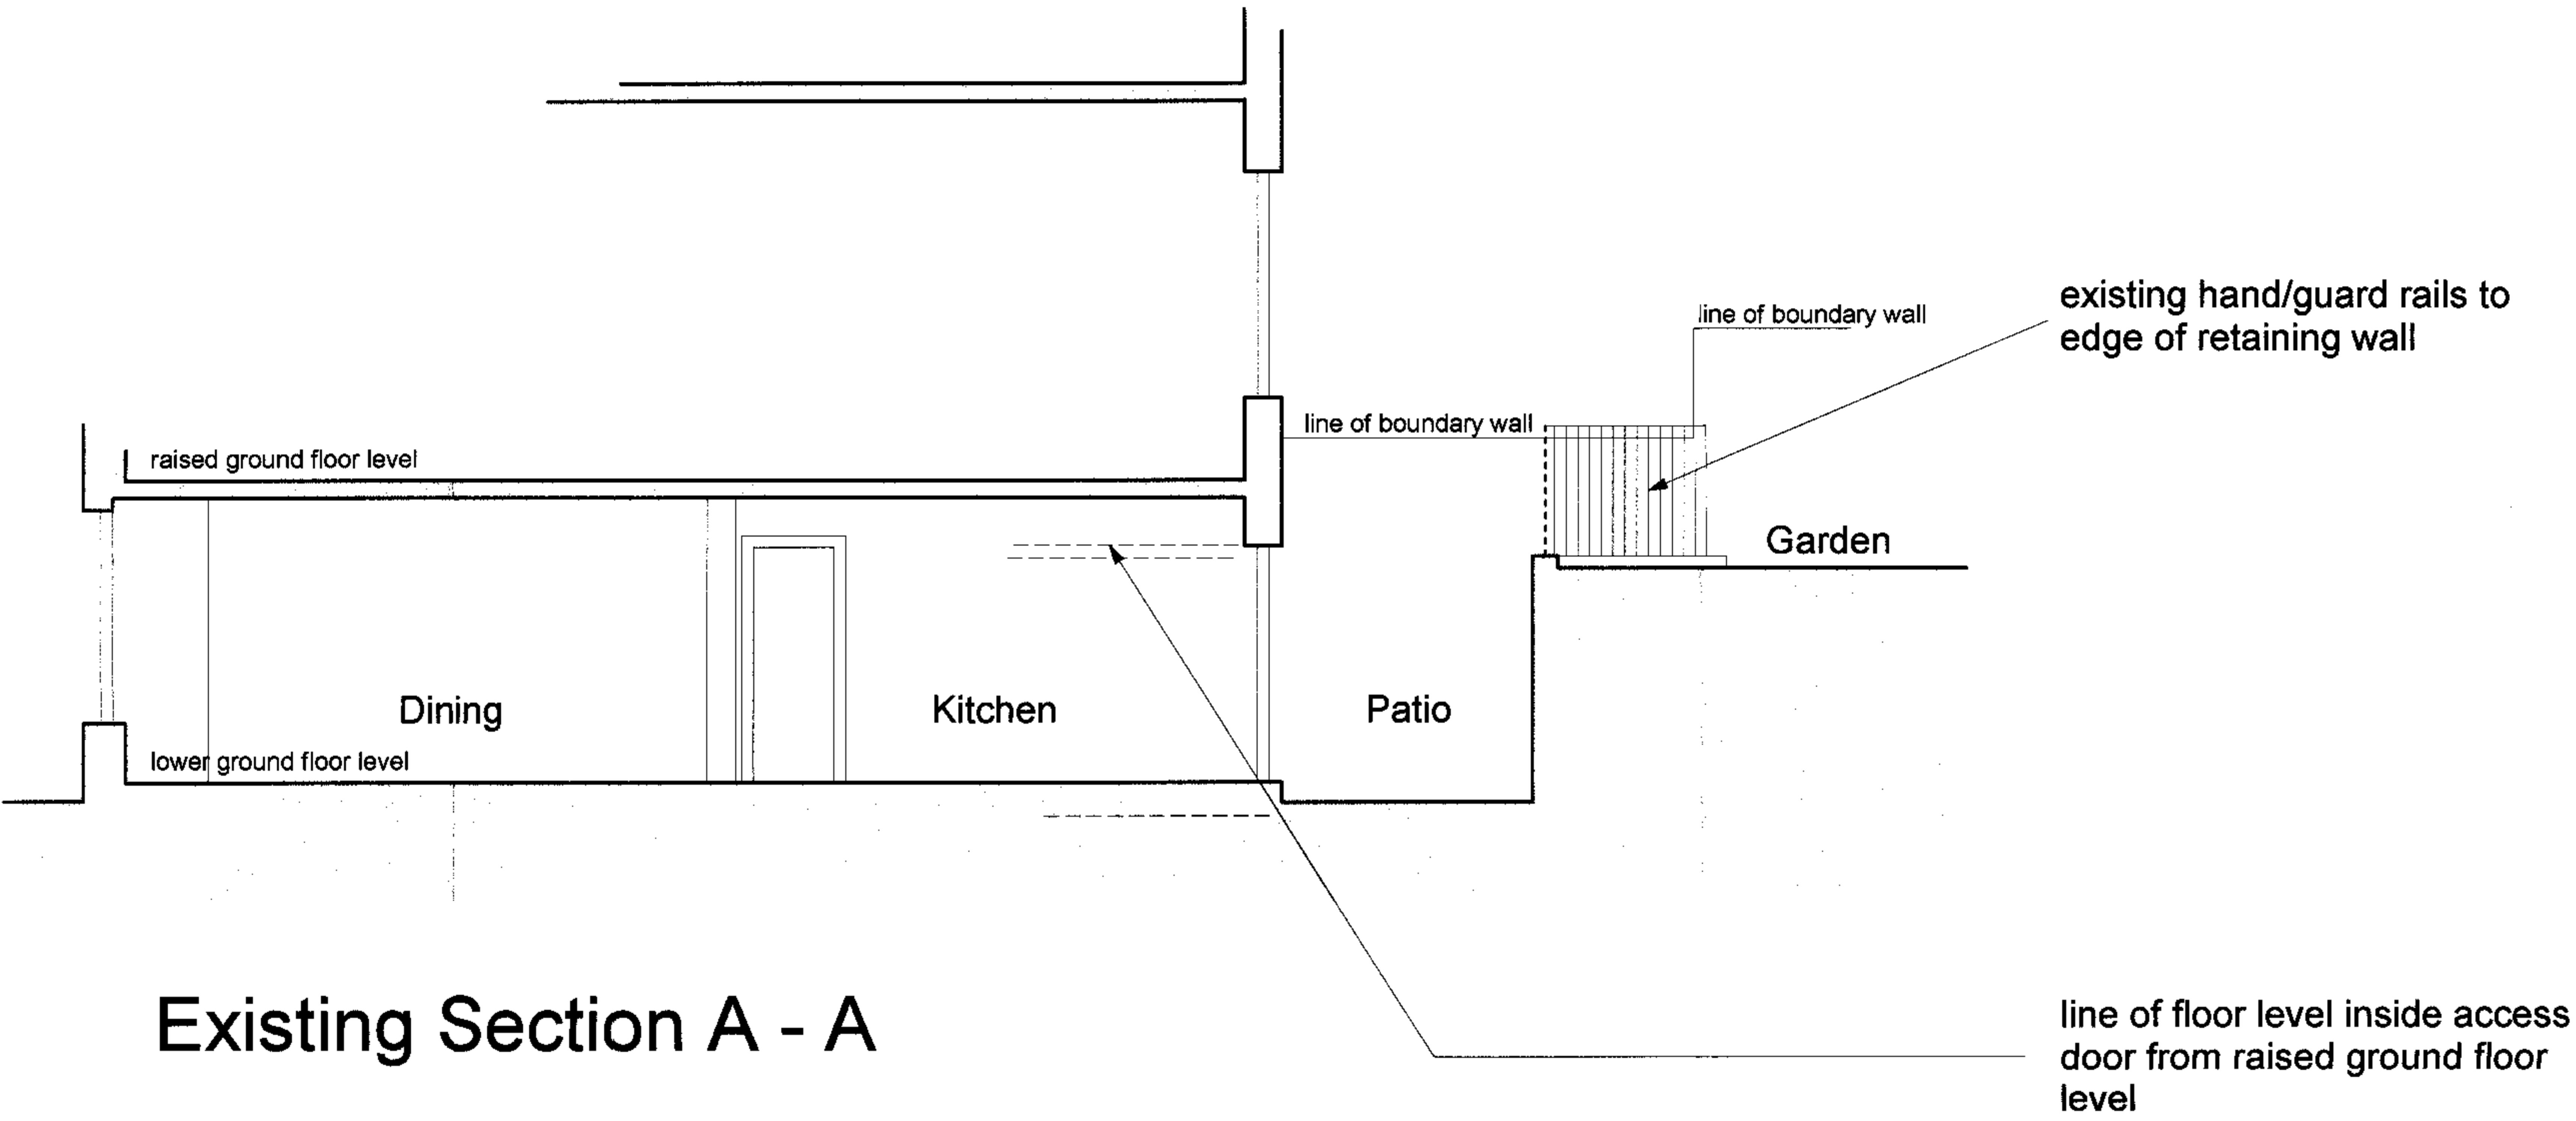 line of boundary wall
existing hand/guard rails to
edge of retaining wall
line of boundary wall
raised ground floor level
Garden
Dining
Kitchen
Patio
lower ground floor level
Existing Section A - A
line of floor level inside access
door from raised ground floor
level